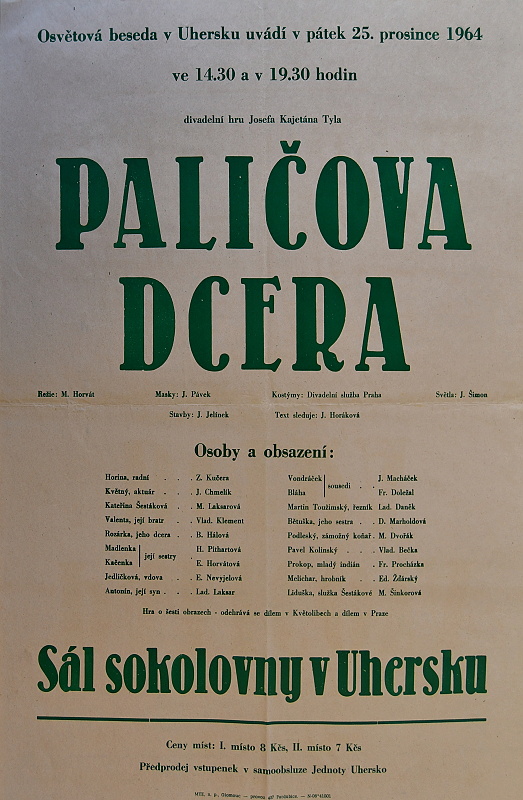 Osvětová beseda v Uhersku uvádí v pátek 25. prosince 1964
ve 14.30 a v 19.30 hodin
divadelní hru Josefa Kajetána Tyla
PALIČOVA
DCERA
Režie: M. Horvát Masky: J. Pávek Kostýmy: Divadelní služba Praha Světla: J. Šimon
Stavby: J. Jelínek Text sleduje: J. Horáková
Osoby a obsazení:
Horina, radní . . . Z. Kučera
Květný, aktuár . . . J. Chmelík
Kateřina Šestáková . M. Laksarová
Valenta, její bratr . . Vlad. Klement
Rozárka, jeho dcera . . B. Hálová
Madlenka
Kačenka
její sestry .
H. Pithartová
E. Horvátová
Jedličková, vdova . . E. Nevyjelová
Antonín, její syn . . . Lad. Laksar
Vondráček
Bláha
sousedi . .
J. Macháček
Fr. Doležal
Martin Toužimský, řezník Lad. Daněk
Bětuška, jeho sestra . D. Marholdová
Podleský, zámožný koňař . M. Dvořák
Pavel Kolínský . . . Vlad. Bečka
Prokop, mladý indián . Fr. Procházka
Melichar, hrobník . . Ed. Žďárský
Liduška, služka Šestákové M. Šinkorová
Hra o šesti obrazech - odehrává se dílem v Květolibech a dílem v Praze
Sál sokolovny v Uhersku
Ceny míst: I. místo 8 Kčs, II. místo 7 Kčs
Předprodej vstupenek v samoobsluze Jednoty Uhersko